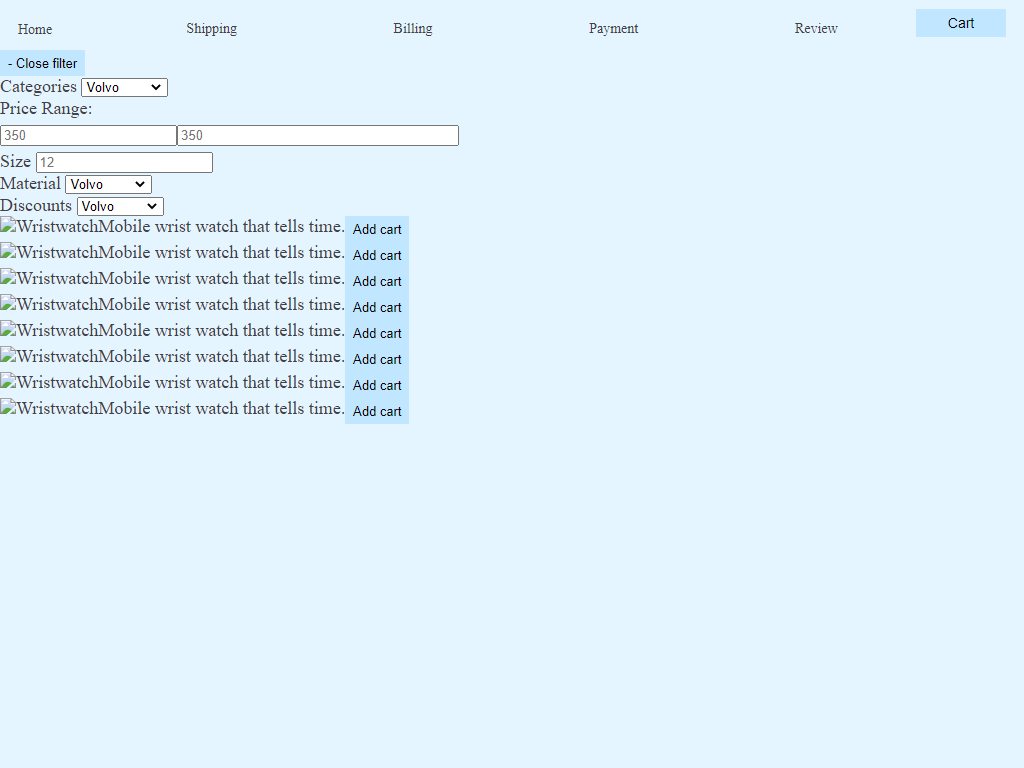 Home Shipping Billing Payment Review Cart
- Close filter
Categories Volvo
Price Range:
350 350
Size 12
Material Volvo
Discounts Volvo
WristwatchMobile wrist watch that tells time. Add cart
WristwatchMobile wrist watch that tells time. Add cart
WristwatchMobile wrist watch that tells time. Add cart
WristwatchMobile wrist watch that tells time. Add cart
WristwatchMobile wrist watch that tells time. Add cart
WristwatchMobile wrist watch that tells time. Add cart
WristwatchMobile wrist watch that tells time. Add cart
WristwatchMobile wrist watch that tells time. Add cart